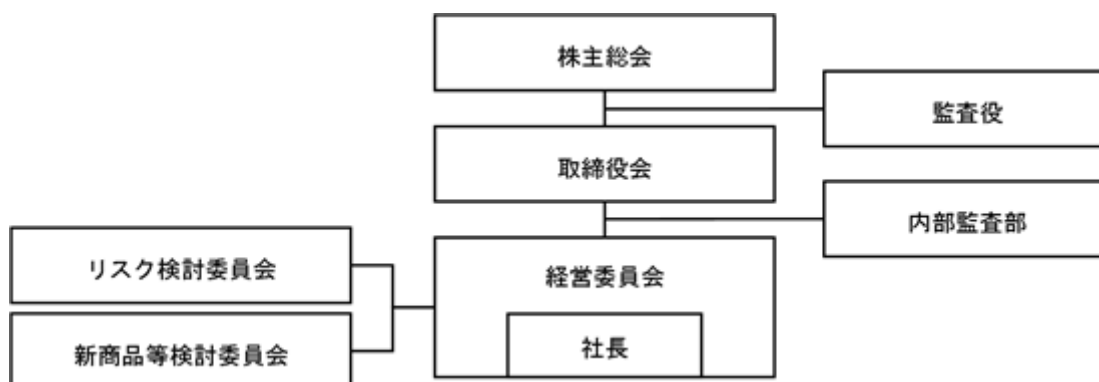 株主総会
監査役
取締役会
内部監査部
リスク検討委員会
経営委員会
新商品等検討委員会
社長